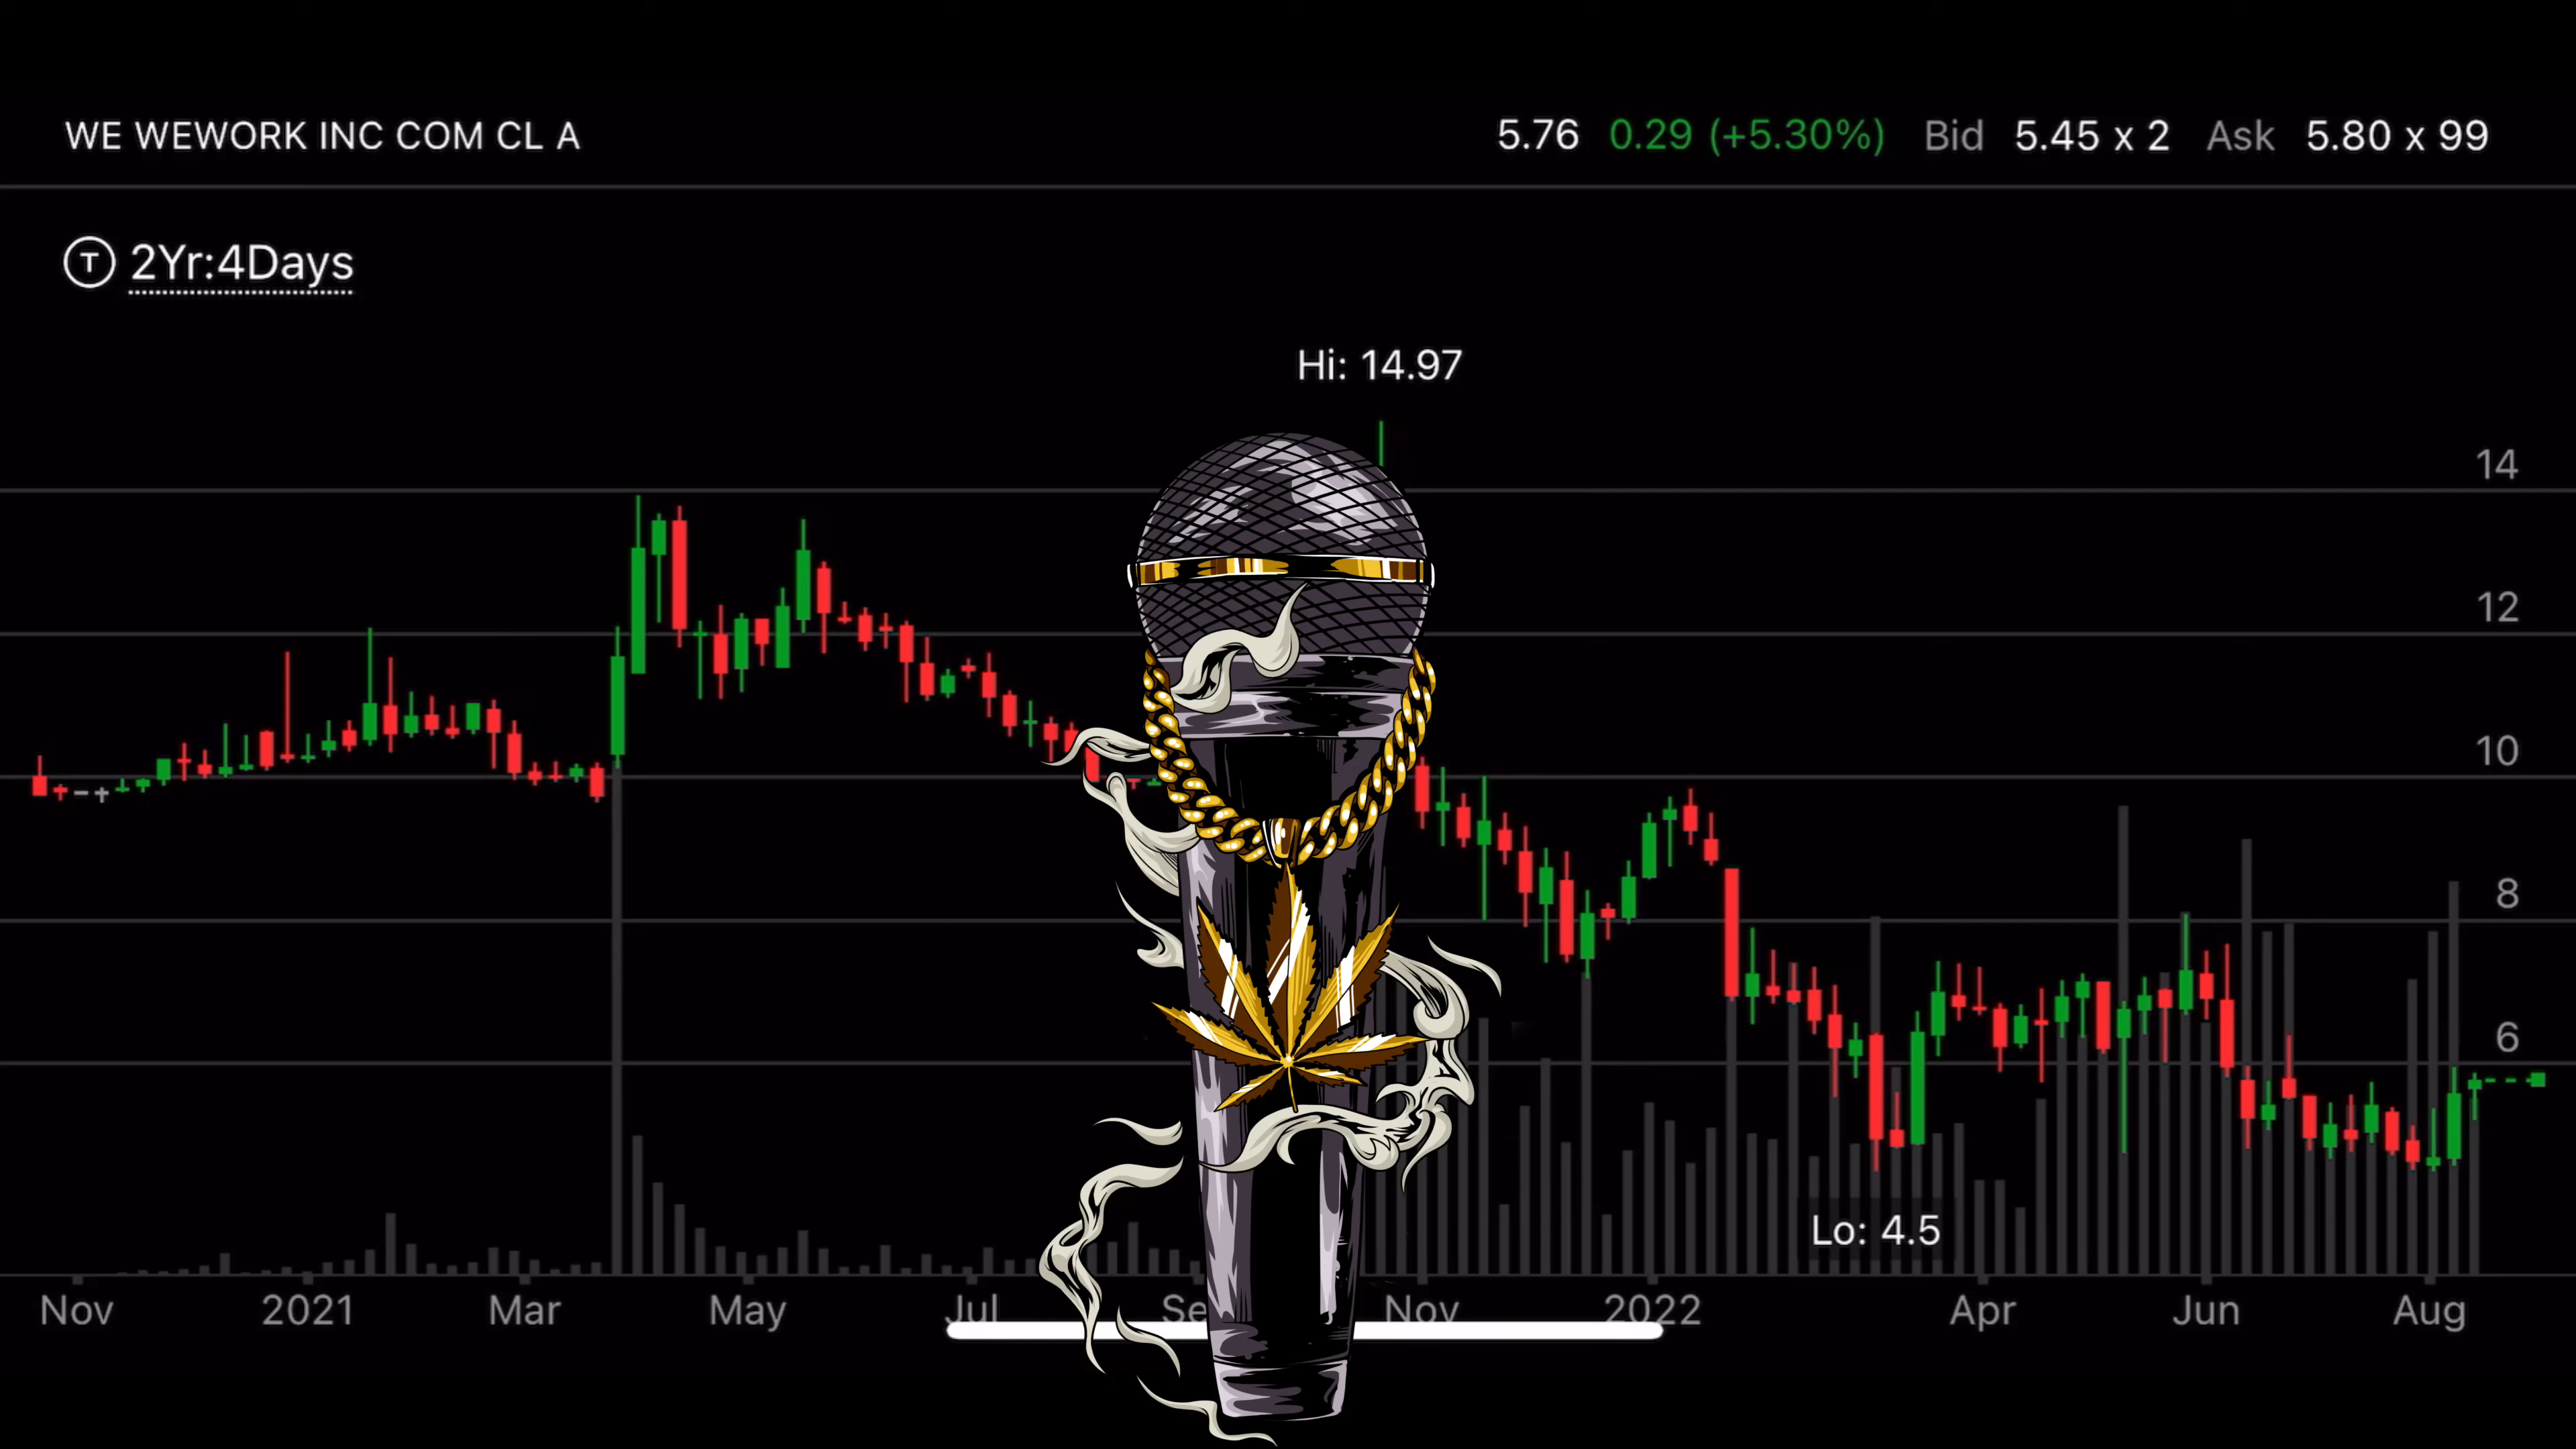 WE WEWORK INC COM CL A
5.76 0.29 (+5.30%) Bid 5.45 x 2 Ask 5.80 x 99
T 2Yr:4Days
Hi: 14.97
14
12
10
8
6
Lo: 4.5
Nov 2021 Mar May Jul Se Nov 2022 Apr Jun Aug